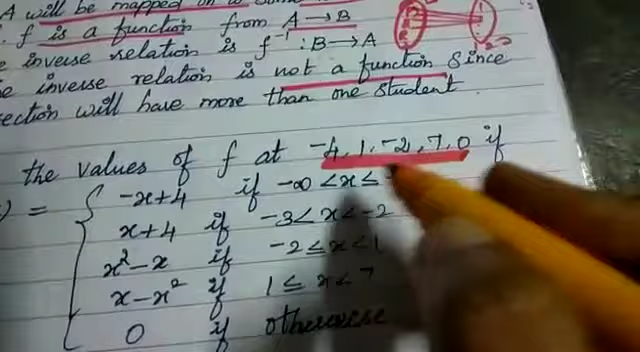 A will be mapped on a some
f is a function from A → B
inverse relation is f⁻¹ : B → A
inverse relation is not a function since
section will have more than one student.
the values of f at -4, 1, -2, 7, 0 if
) = { -x+4 if -∞ < x ≤
x+4 if -3 < x < -2
x² - x if -2 ≤ x < 1
x - x² if 1 ≤ x < 7
0 if otherwise